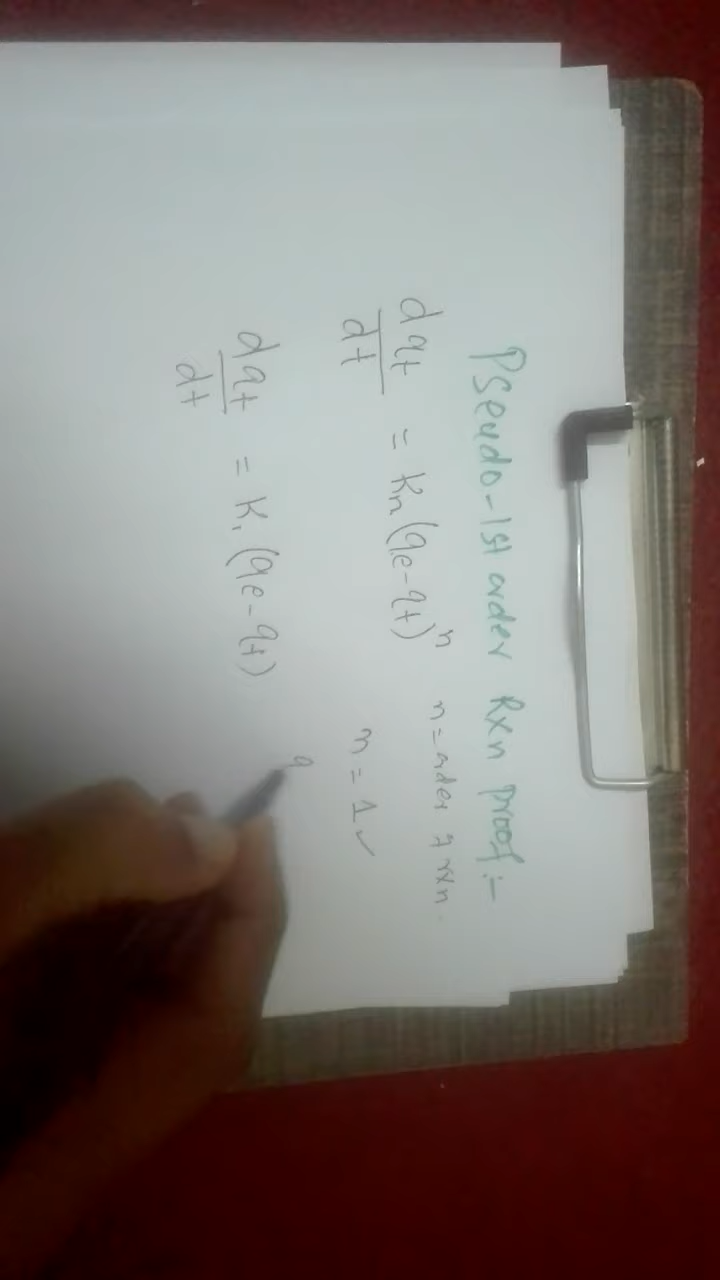 Pseudo-1st order Rxn proof:-
dqt/dt = Kn(qe-qt)^n n = order of rxn.
n = 1 ✓
dqt/dt = K1(qe-qt) q